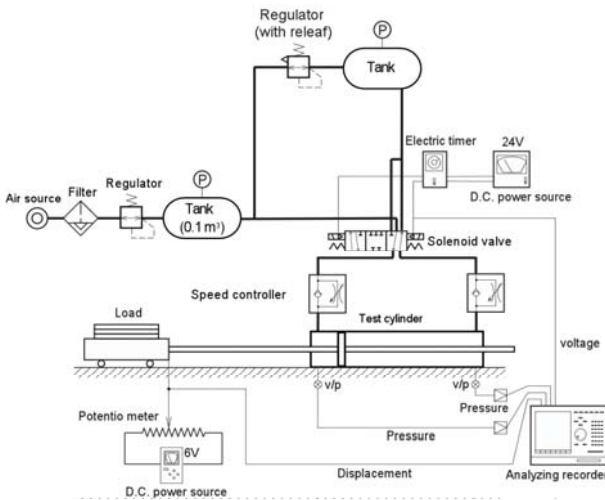 Regulator
(with releaf)
P
Tank
Electric timer
24V
D.C. power source
Air source
Filter
Regulator
P
Tank
(0.1 m³)
Solenoid valve
Speed controller
Load
Test cylinder
voltage
v/p
v/p
Pressure
Pressure
Potentio meter
6V
Displacement
Analyzing recorder
D.C. power source